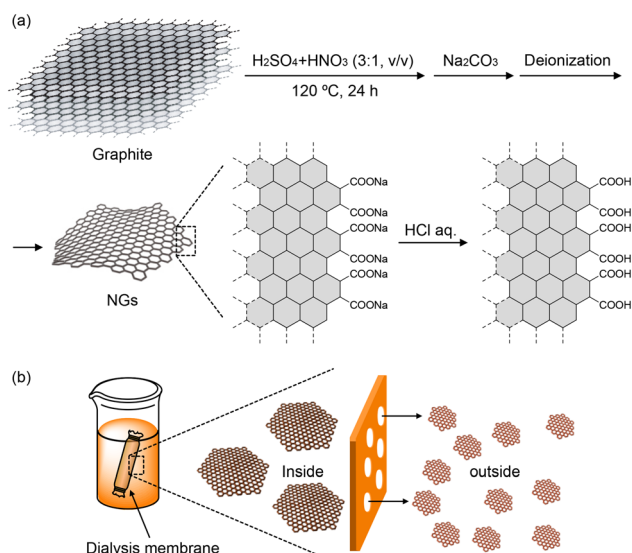 (a)
H₂SO₄+HNO₃ (3:1, v/v)
120 ºC, 24 h
Na₂CO₃
Deionization
Graphite
NGs
COONa
COONa
COONa
COONa
COONa
COONa
HCl aq.
COOH
COOH
COOH
COOH
COOH
COOH
(b)
Inside
outside
Dialysis membrane